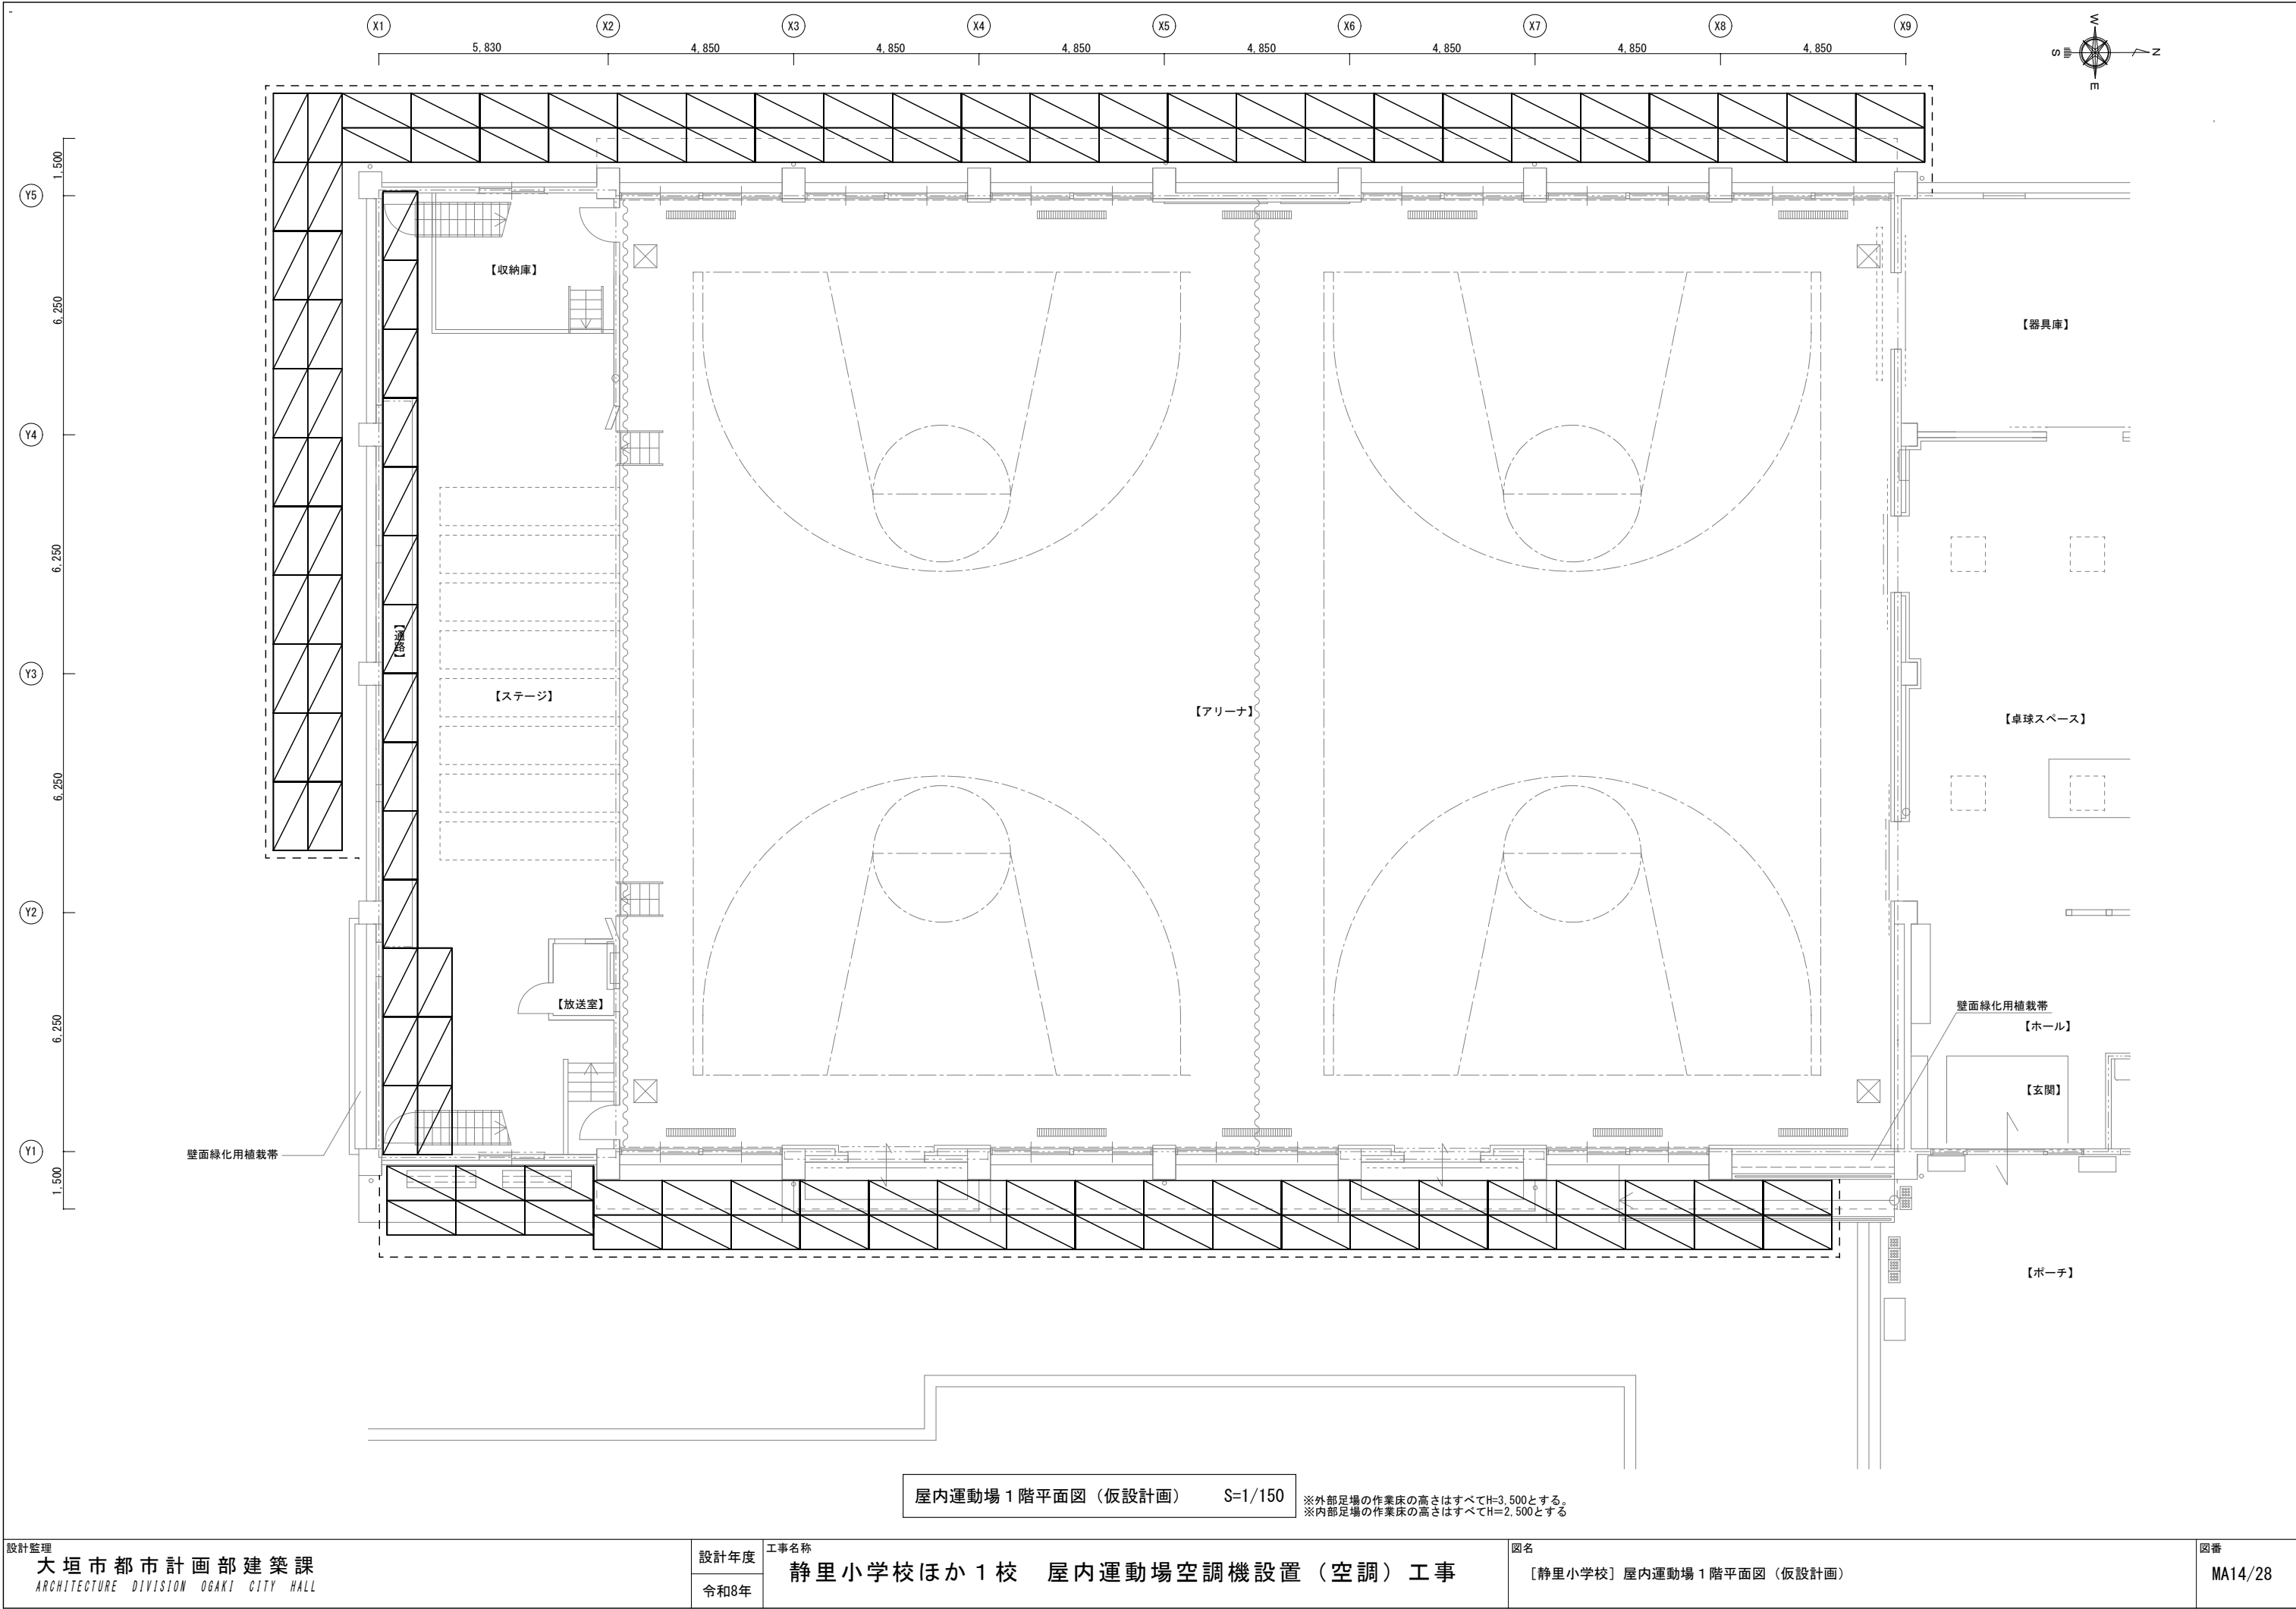 X1 X2 X3 X4 X5 X6 X7 X8 X9
5,830 4,850 4,850 4,850 4,850 4,850 4,850 4,850
W
S N
E
1,500
Y5
6,250
【収納庫】
【器具庫】
Y4
6,250
【通路】
Y3
【ステージ】
【アリーナ】
【卓球スペース】
6,250
Y2
【放送室】
壁面緑化用植栽帯
【ホール】
6,250
【玄関】
Y1
壁面緑化用植栽帯
1,500
【ポーチ】
屋内運動場1階平面図（仮設計画） S=1/150
※外部足場の作業床の高さはすべてH=3,500とする。
※内部足場の作業床の高さはすべてH=2,500とする
設計監理
大垣市都市計画部建築課
ARCHITECTURE DIVISION OGAKI CITY HALL
設計年度
令和8年
工事名称
静里小学校ほか1校 屋内運動場空調機設置（空調）工事
図名
［静里小学校］屋内運動場1階平面図（仮設計画）
図番
MA14/28